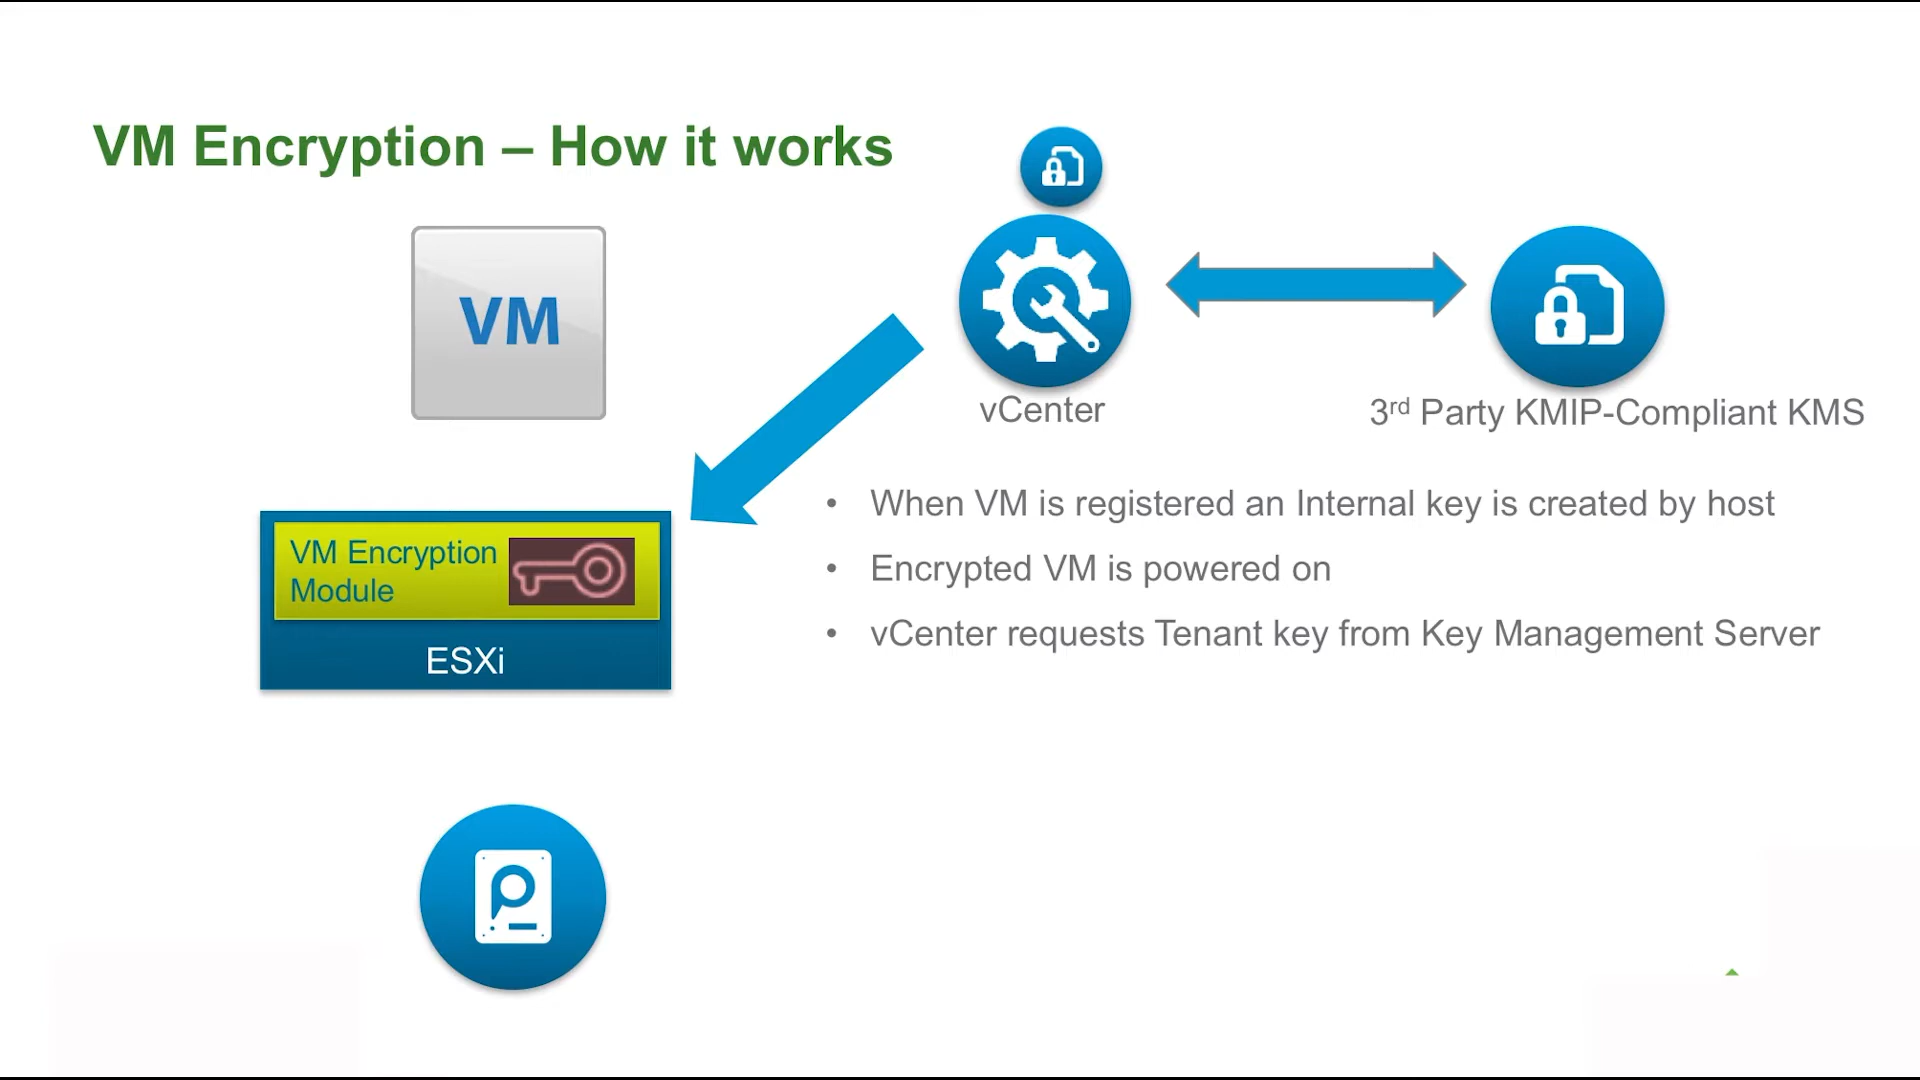 VM Encryption – How it works
VM
vCenter
3rd Party KMIP-Compliant KMS
• When VM is registered an Internal key is created by host
• Encrypted VM is powered on
• vCenter requests Tenant key from Key Management Server
VM Encryption
Module
ESXi